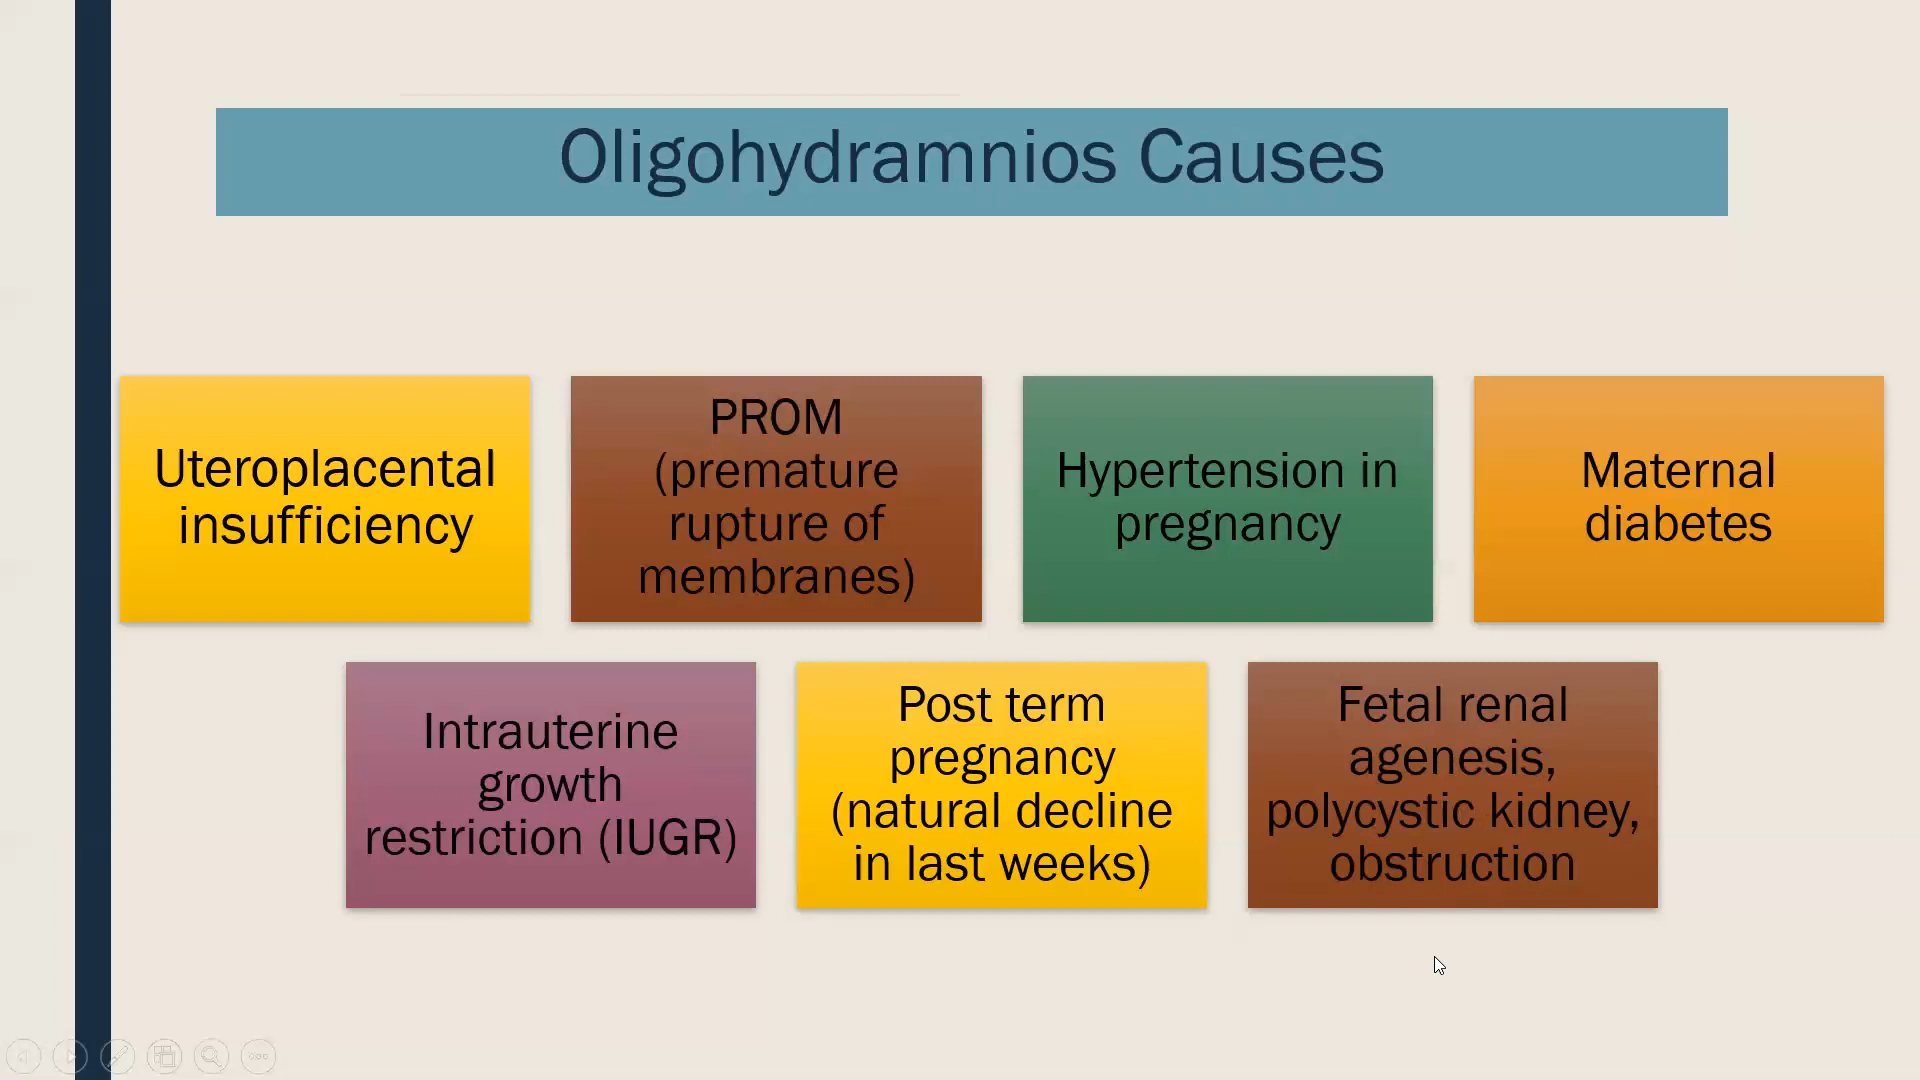 Oligohydramnios Causes
Uteroplacental
insufficiency
PROM
(premature
rupture of
membranes)
Hypertension in
pregnancy
Maternal
diabetes
Intrauterine
growth
restriction (IUGR)
Post term
pregnancy
(natural decline
in last weeks)
Fetal renal
agenesis,
polycystic kidney,
obstruction